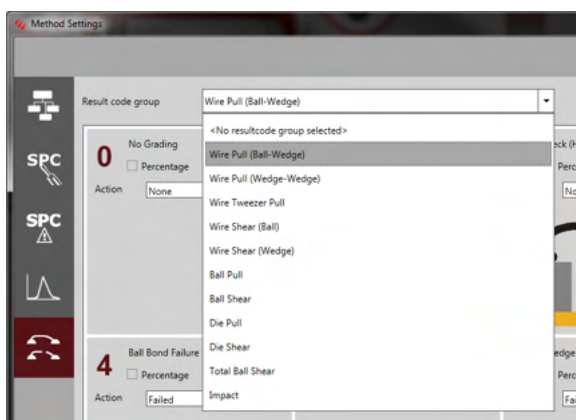 Method Settings
Result code group
Wire Pull (Ball-Wedge)
<No resultcode group selected>
Wire Pull (Ball-Wedge)
Wire Pull (Wedge-Wedge)
Wire Tweezer Pull
Wire Shear (Ball)
Wire Shear (Wedge)
Ball Pull
Ball Shear
Die Pull
Die Shear
Total Ball Shear
Impact
SPC
SPC
0
No Grading
Percentage
Action
None
4
Ball Bond Failure
Percentage
Action
Failed